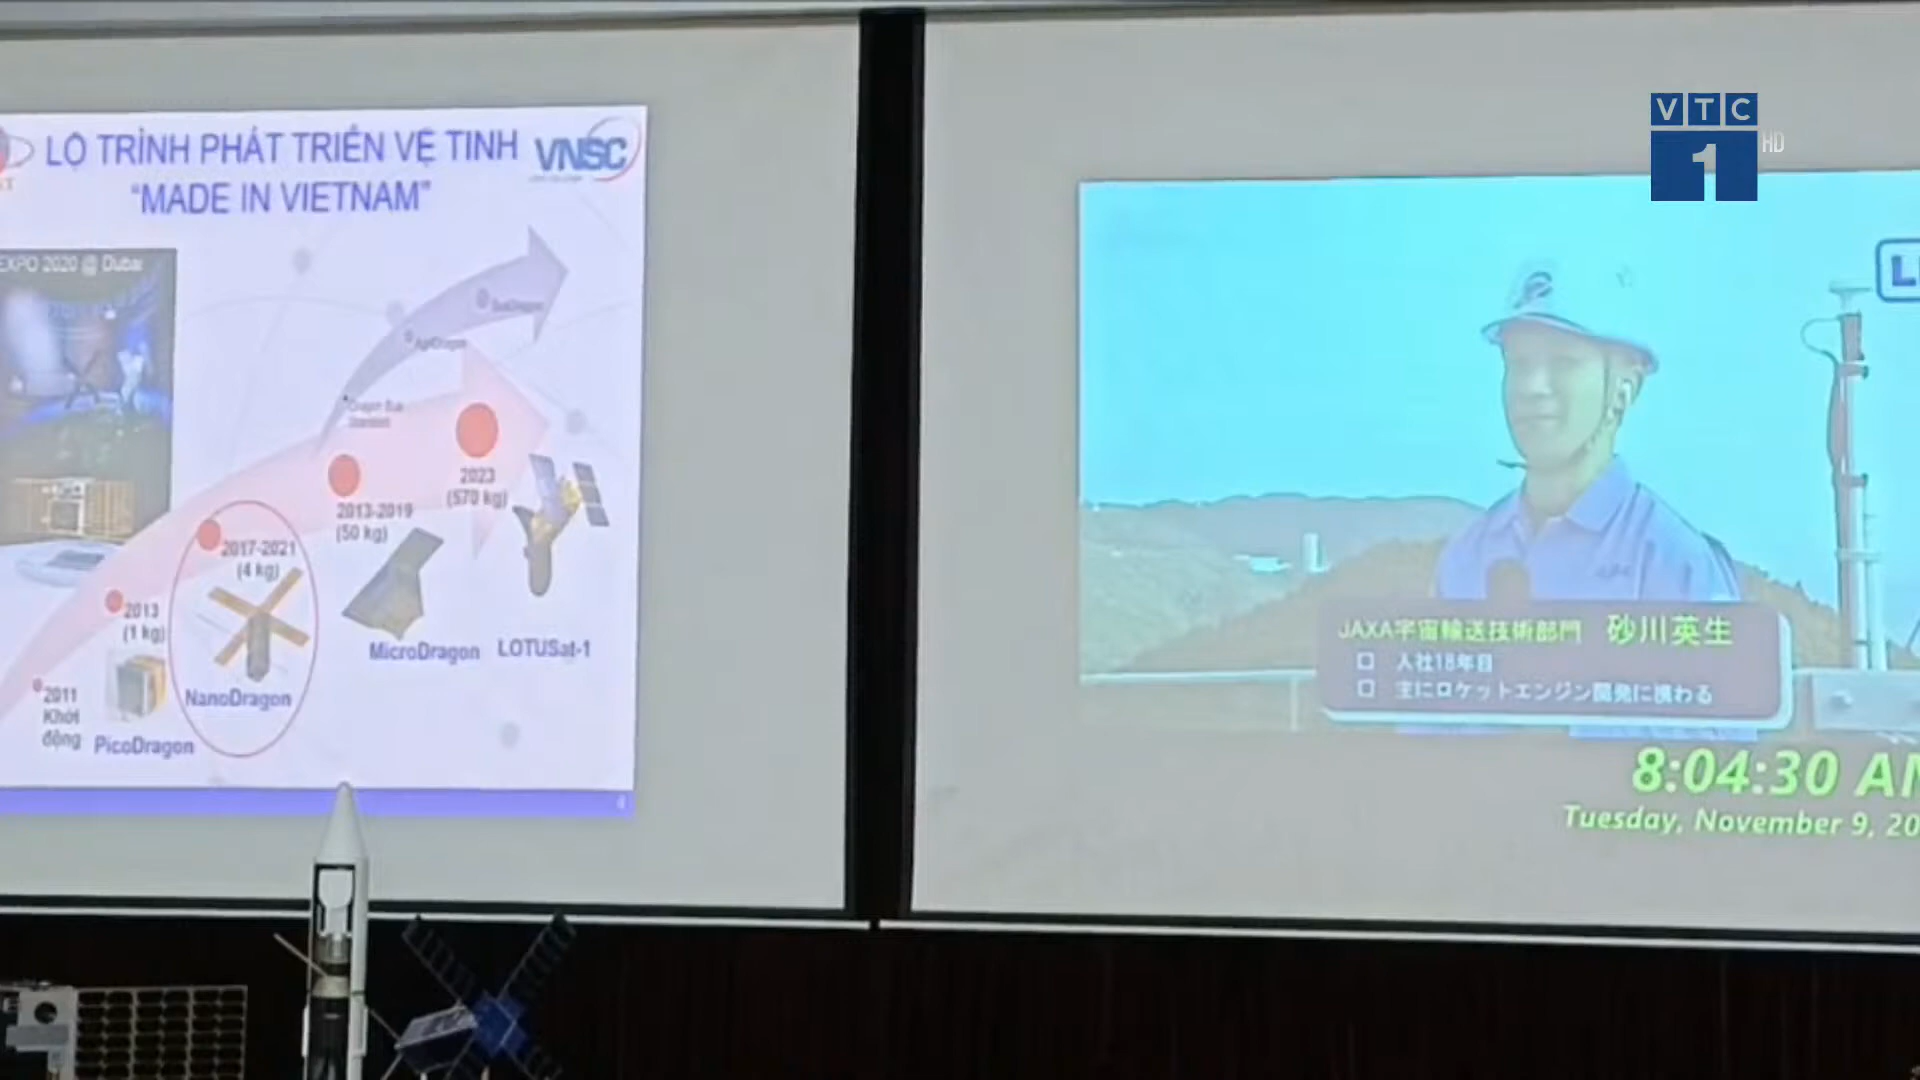 LỘ TRÌNH PHÁT TRIỂN VỆ TINH
"MADE IN VIETNAM"
VNSC
EXPO 2020 @ Dubai
2023
(570 kg)
2013-2019
(50 kg)
2017-2021
(4 kg)
2013
(1 kg)
2011
Khởi
động
PicoDragon
NanoDragon
MicroDragon
LOTUSat-1
4
VTC
1
HD
JAXA宇宙輸送技術部門 砂川英生
入社18年目
主にロケットエンジン開発に携わる
8:04:30
Tuesday, November 9,